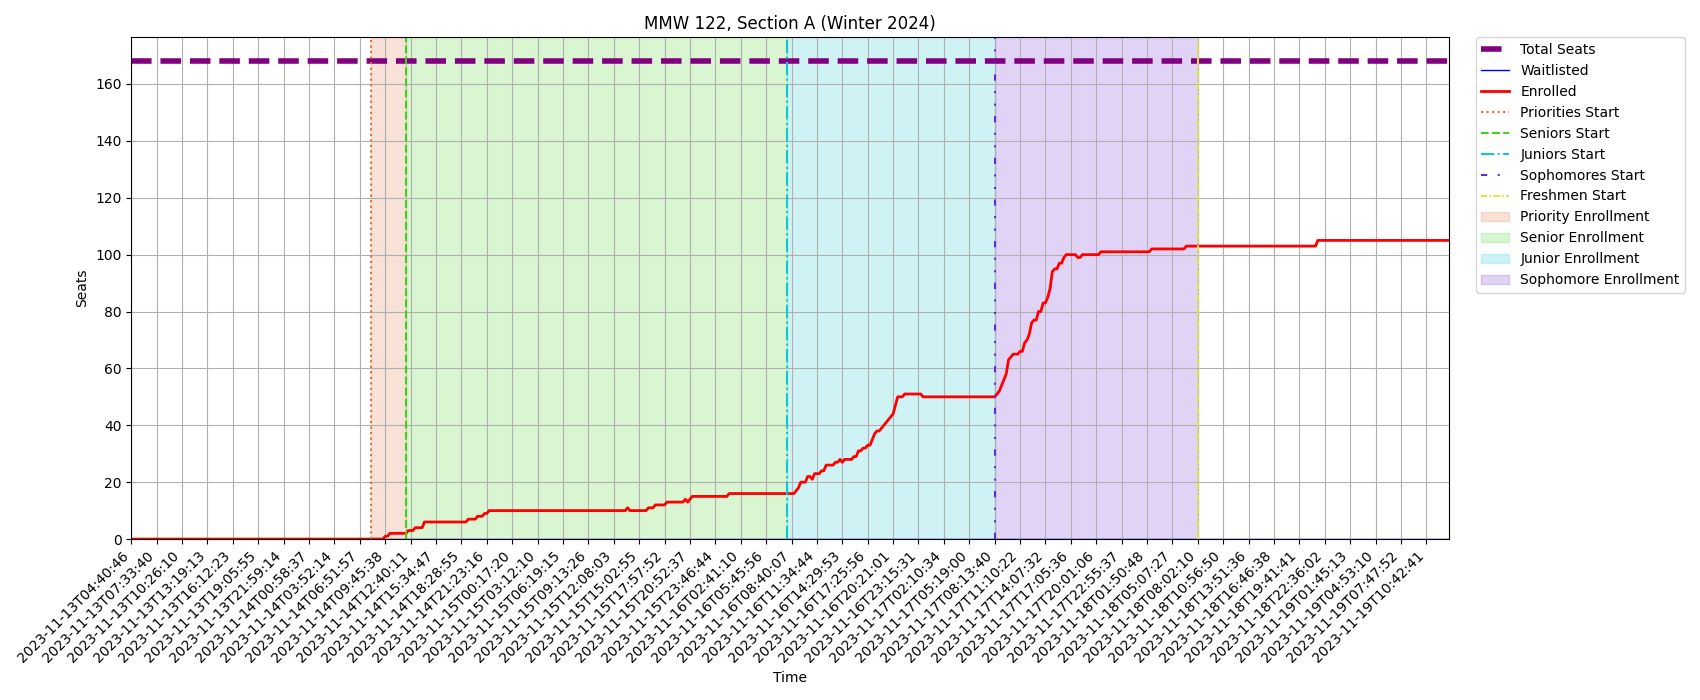 MMW 122, Section A (Winter 2024)
Seats
160
140
120
100
80
60
40
20
0
2023-11-13T04:40:46
2023-11-13T07:33:40
2023-11-13T10:26:10
2023-11-13T13:19:13
2023-11-13T16:12:23
2023-11-13T19:05:55
2023-11-13T21:59:14
2023-11-14T00:58:37
2023-11-14T03:52:14
2023-11-14T06:51:57
2023-11-14T09:45:38
2023-11-14T12:40:11
2023-11-14T15:34:47
2023-11-14T18:28:55
2023-11-14T21:23:16
2023-11-15T00:17:20
2023-11-15T03:12:10
2023-11-15T06:19:15
2023-11-15T09:13:26
2023-11-15T12:08:03
2023-11-15T15:02:55
2023-11-15T17:57:52
2023-11-15T20:52:37
2023-11-15T23:46:44
2023-11-16T02:41:10
2023-11-16T05:45:56
2023-11-16T08:40:07
2023-11-16T11:34:44
2023-11-16T14:29:53
2023-11-16T17:25:56
2023-11-16T20:21:01
2023-11-16T23:15:31
2023-11-17T02:10:34
2023-11-17T05:19:00
2023-11-17T08:13:40
2023-11-17T11:10:22
2023-11-17T14:07:32
2023-11-17T17:05:36
2023-11-17T20:01:06
2023-11-17T22:55:37
2023-11-18T01:50:48
2023-11-18T05:07:27
2023-11-18T08:02:10
2023-11-18T10:56:50
2023-11-18T13:51:36
2023-11-18T16:46:38
2023-11-18T19:41:41
2023-11-18T22:36:02
2023-11-19T01:45:13
2023-11-19T04:53:10
2023-11-19T07:47:52
2023-11-19T10:42:41
Time
Total Seats
Waitlisted
Enrolled
Priorities Start
Seniors Start
Juniors Start
Sophomores Start
Freshmen Start
Priority Enrollment
Senior Enrollment
Junior Enrollment
Sophomore Enrollment